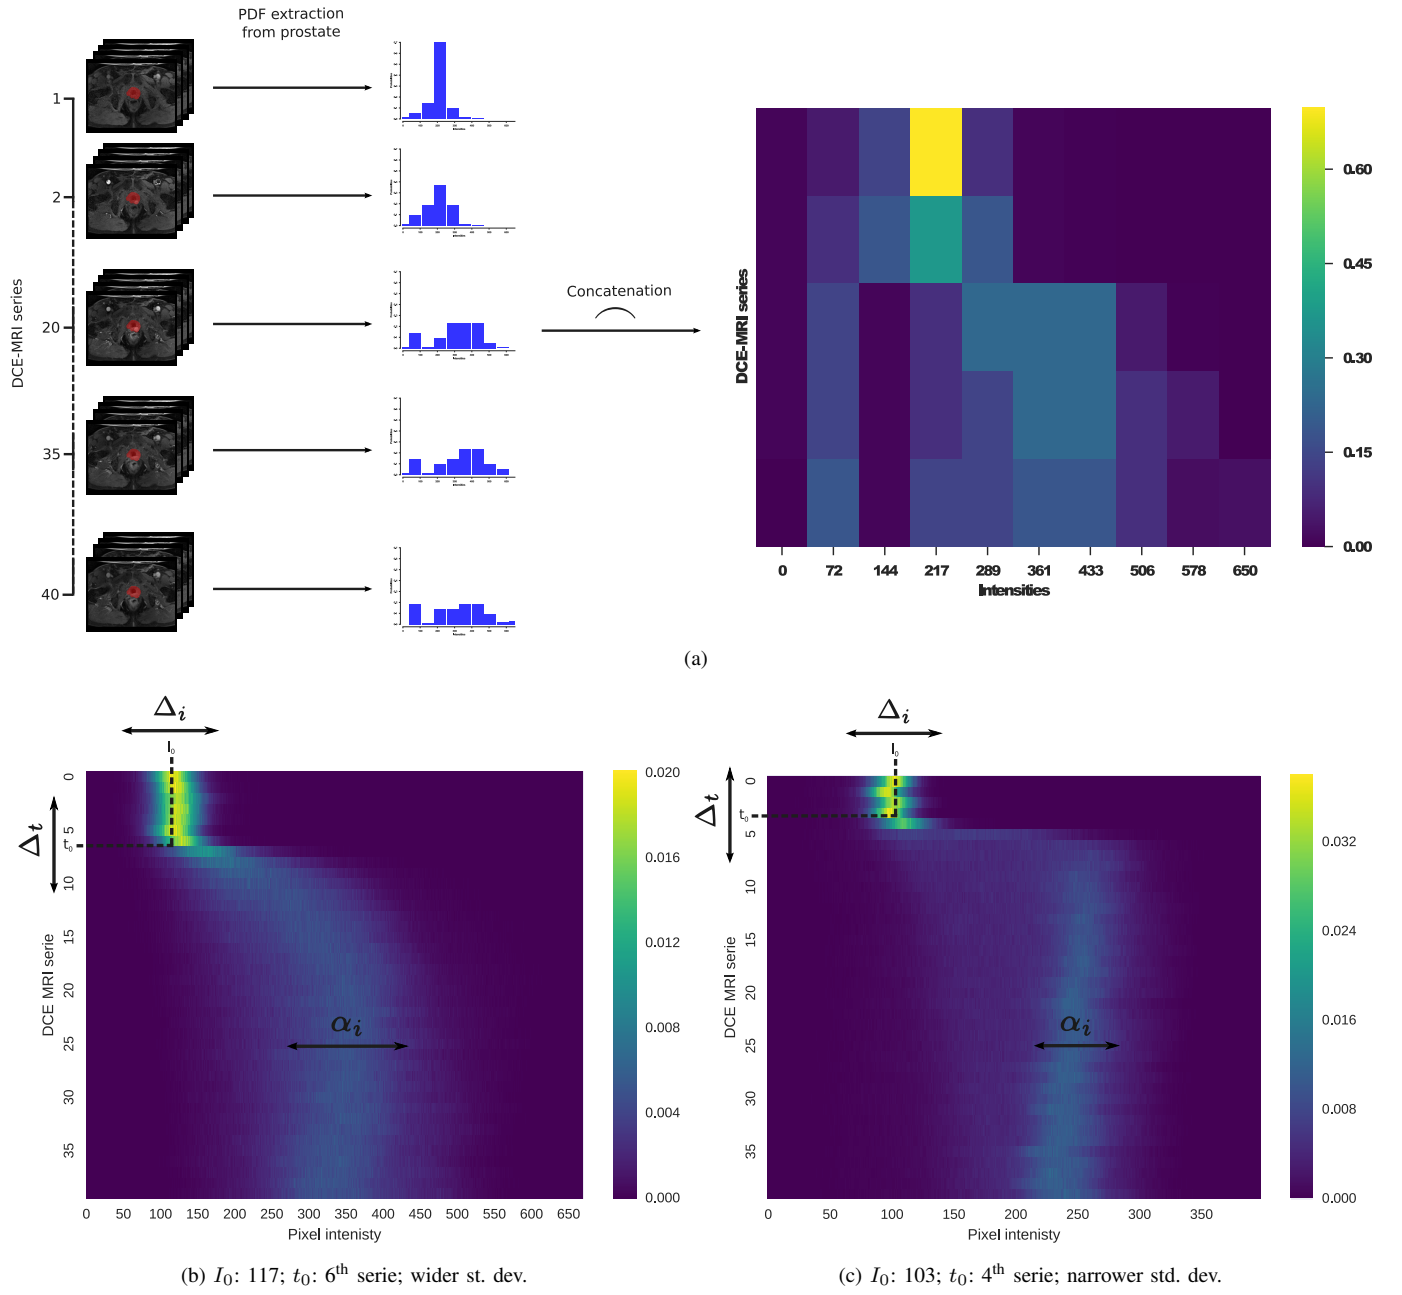 PDF extraction
from prostate
DCE-MRI series
1
2
20
35
40
Concatenation
DCE-MRI series
0 72 144 217 289 361 433 506 578 650
Intensities
0.60
0.45
0.30
0.15
0.00
(a)
Δi
I0
Δt
t0
0
5
10
15
20
25
30
35
DCE MRI serie
αi
0 50 100 150 200 250 300 350 400 450 500 550 600 650
Pixel intenisty
0.020
0.016
0.012
0.008
0.004
0.000
(b) I0: 117; t0: 6th serie; wider st. dev.
Δi
I0
Δt
t0
0
5
10
15
20
25
30
35
DCE MRI serie
αi
0 50 100 150 200 250 300 350
Pixel intenisty
0.032
0.024
0.016
0.008
0.000
(c) I0: 103; t0: 4th serie; narrower std. dev.